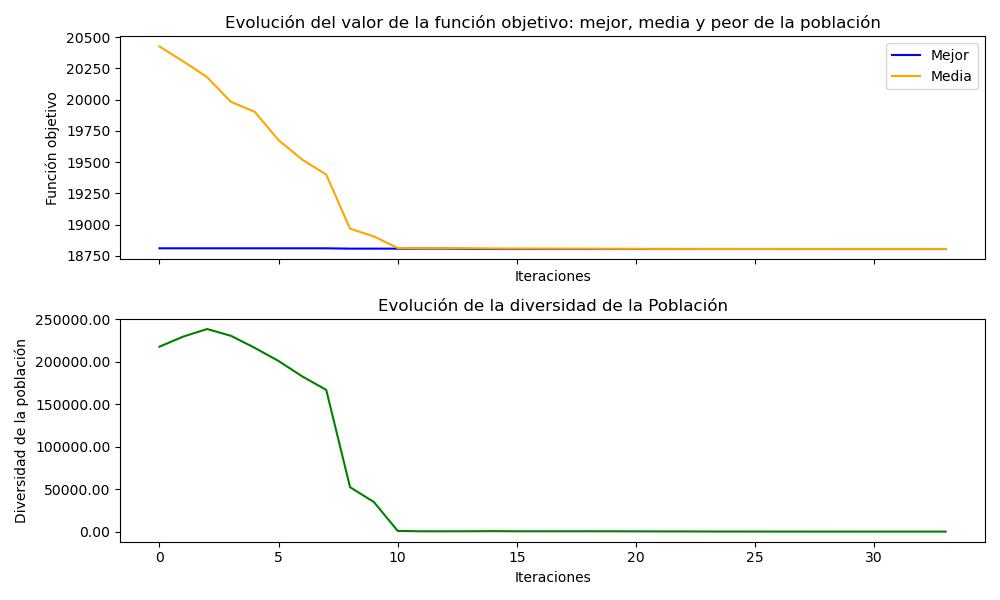 Evolución del valor de la función objetivo: mejor, media y peor de la población
20500
20250
20000
19750
19500
19250
19000
18750
Función objetivo
Mejor
Media
Iteraciones
Evolución de la diversidad de la Población
250000.00
200000.00
150000.00
100000.00
50000.00
0.00
Diversidad de la población
0 5 10 15 20 25 30
Iteraciones